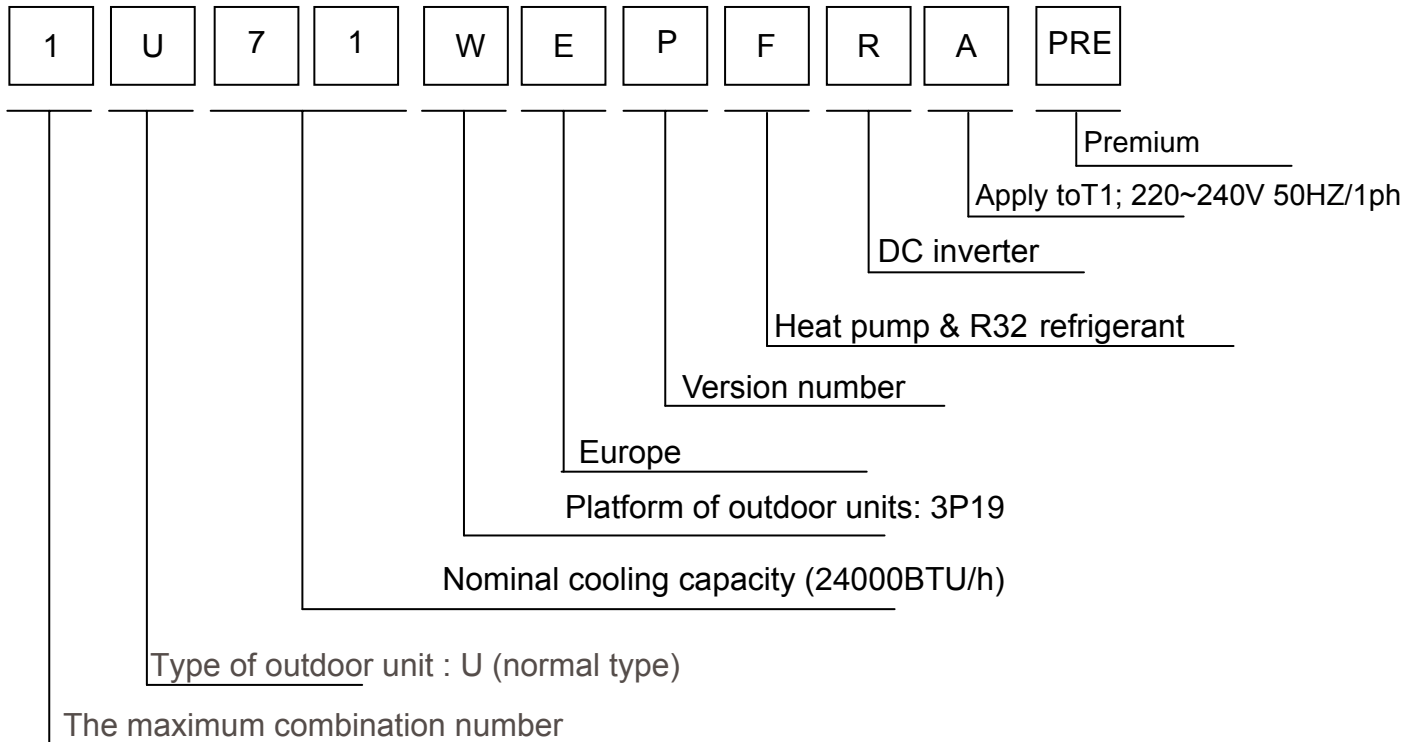 1 U 7 1 W E P F R A PRE
Premium
Apply toT1; 220~240V 50HZ/1ph
DC inverter
Heat pump & R32 refrigerant
Version number
Europe
Platform of outdoor units: 3P19
Nominal cooling capacity (24000BTU/h)
Type of outdoor unit : U (normal type)
The maximum combination number